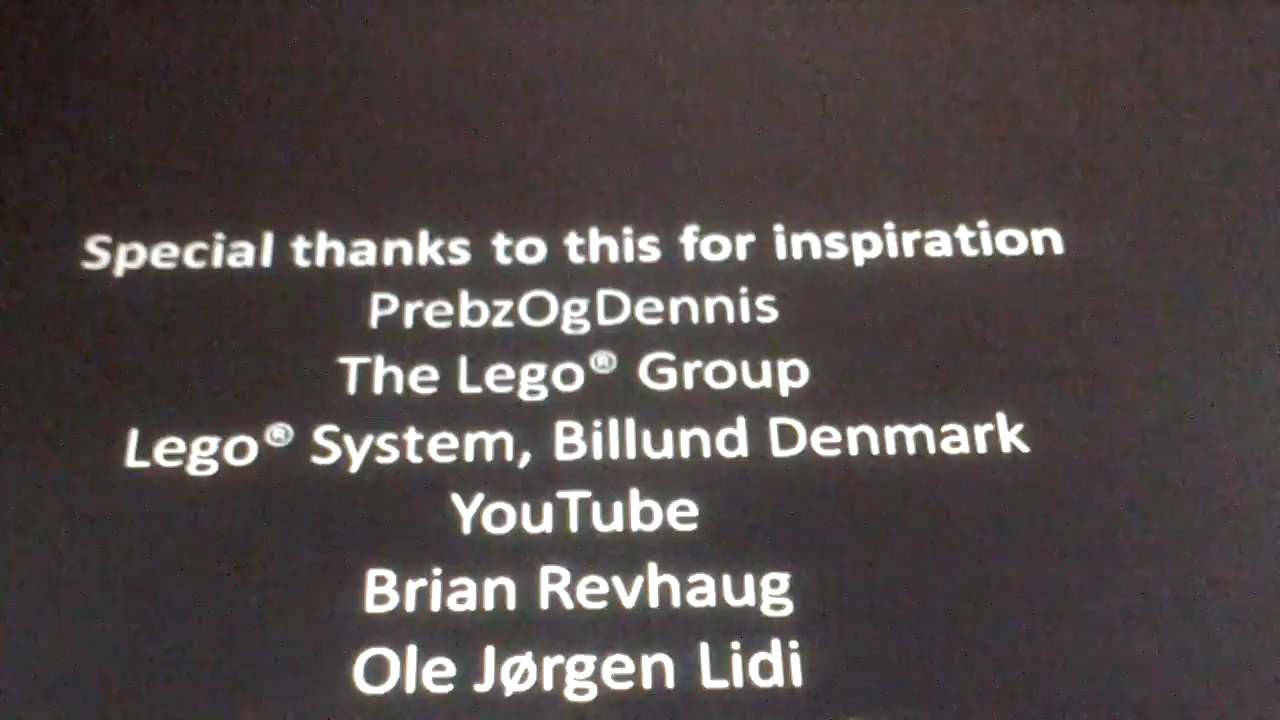 Special thanks to this for inspiration
PrebzOgDennis
The Lego® Group
Lego® System, Billund Denmark
YouTube
Brian Revhaug
Ole Jørgen Lidi